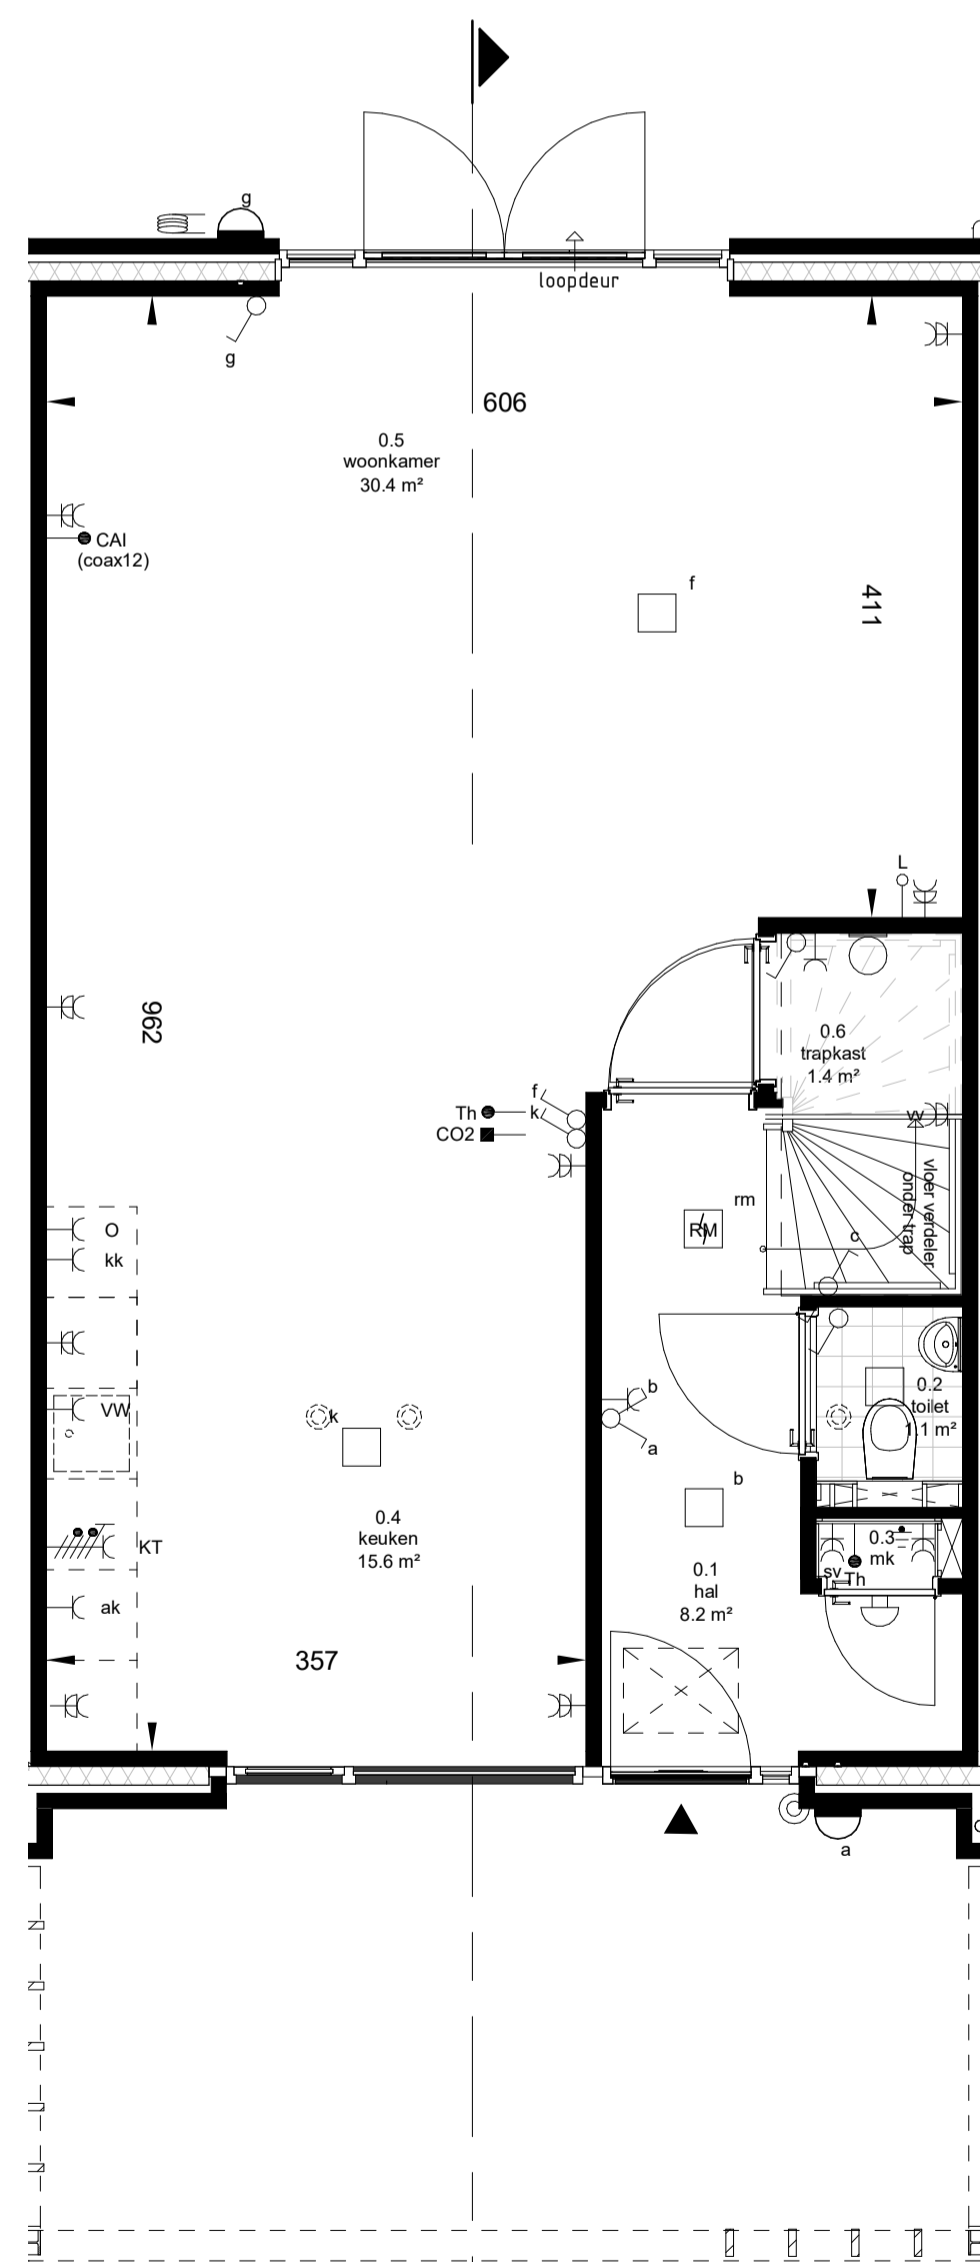 g
loopdeur
g
606
0.5
woonkamer
30.4 m²
CAI
(coax12)
f
411
L
962
0.6
trapkast
1.4 m²
f
Th
k
CO2
vv
vloer verdeler
onder trap
rm
RM
c
O
kk
VW
k
b
a
0.2
toilet
1.1 m²
b
0.4
keuken
15.6 m²
KT
0.3
mk
sv
Th
0.1
hal
8.2 m²
ak
357
a